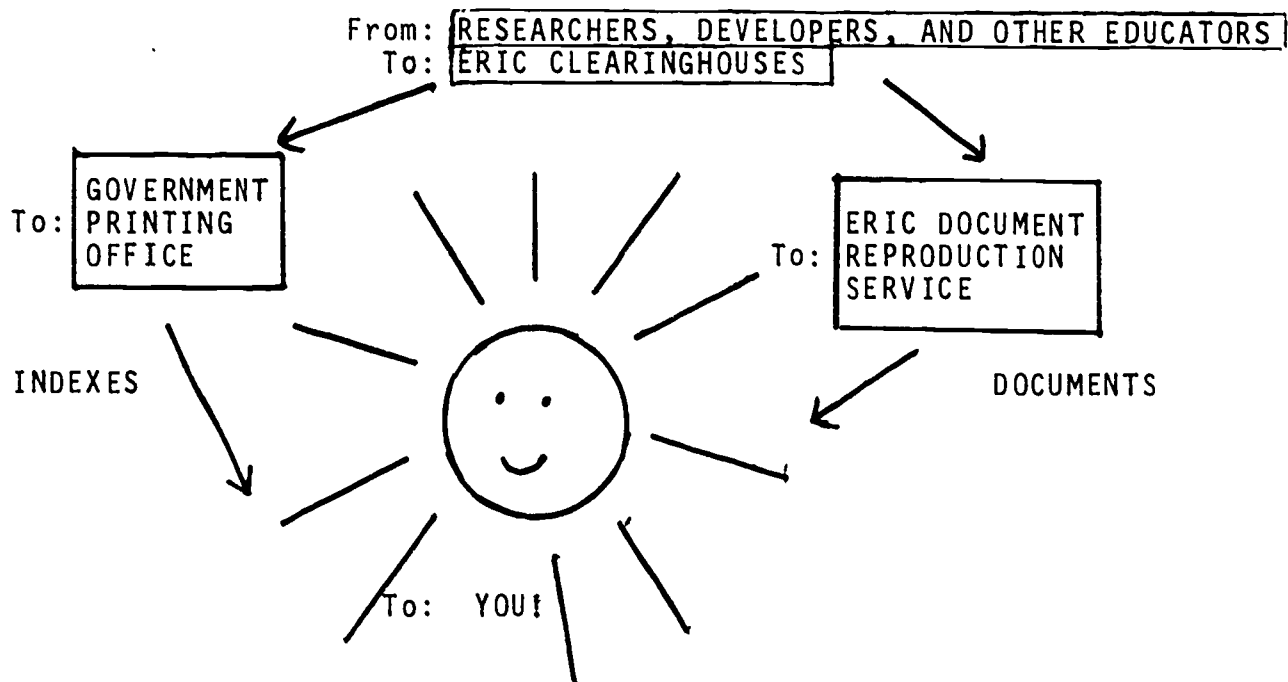 From: RESEARCHERS, DEVELOPERS, AND OTHER EDUCATORS
To: ERIC CLEARINGHOUSES
To: GOVERNMENT
PRINTING
OFFICE
To: ERIC DOCUMENT
REPRODUCTION
SERVICE
INDEXES
DOCUMENTS
To: YOU!